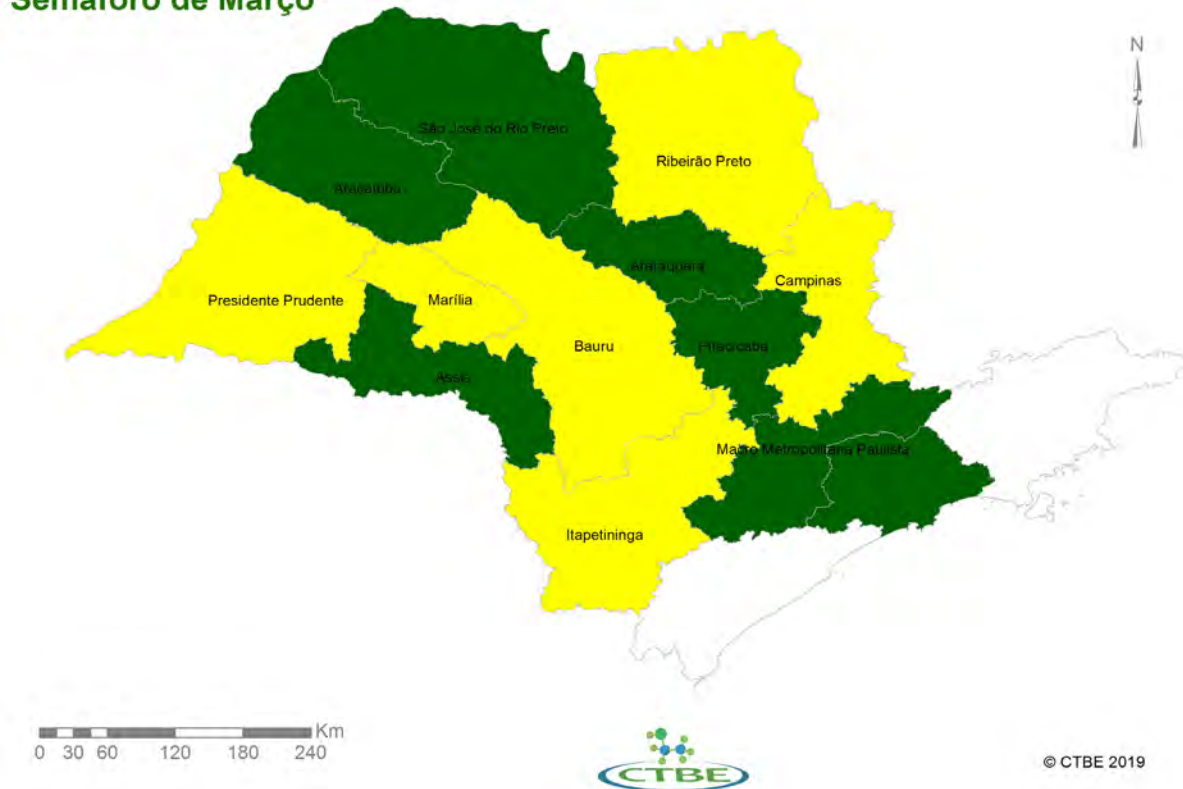 Semáforo de Março
N
São José do Rio Preto
Ribeirão Preto
Araçatuba
Araraquara
Campinas
Presidente Prudente
Marília
Bauru
Piracicaba
Assis
Macro Metropolitana Paulista
Itapetininga
Km
0 30 60 120 180 240
CTBE
© CTBE 2019